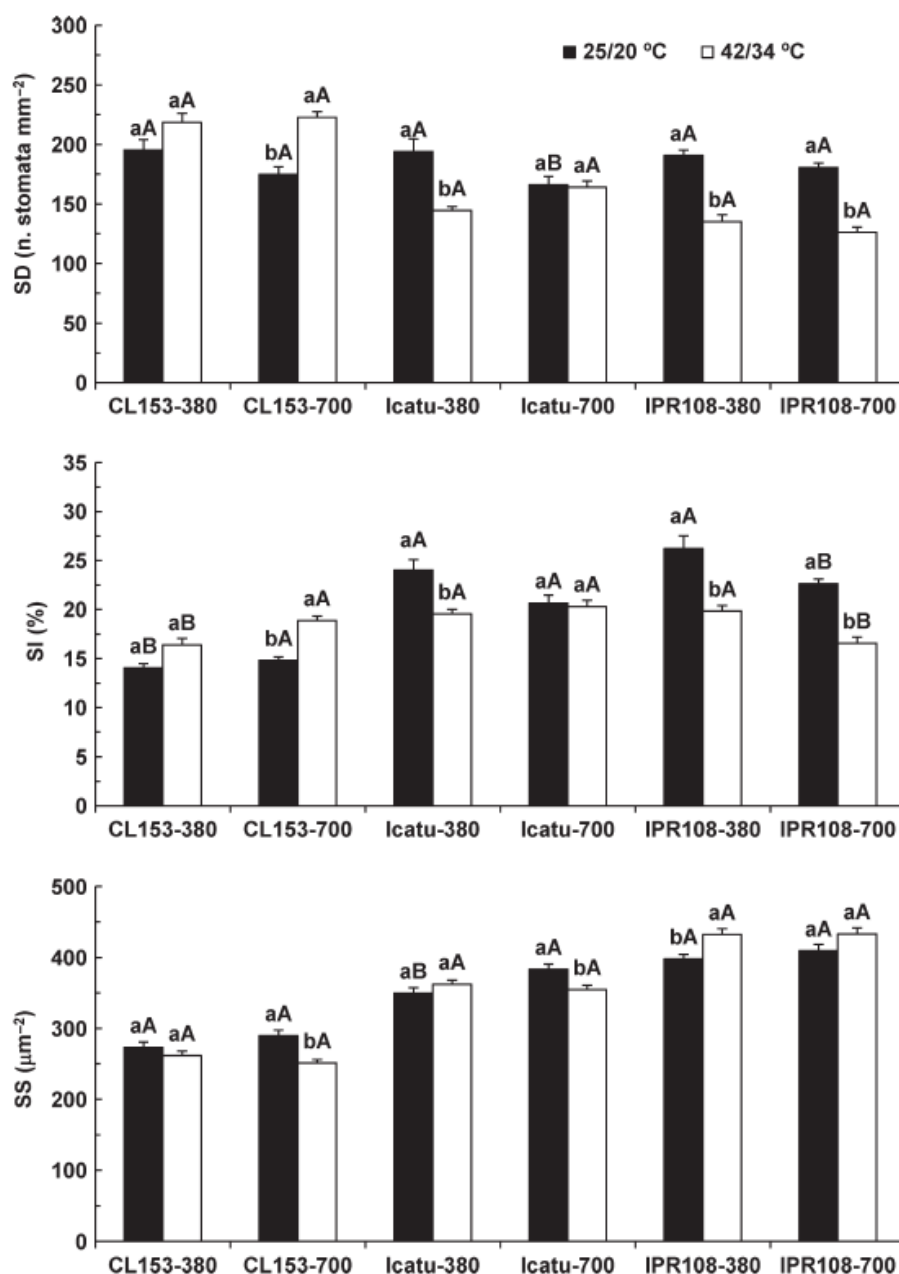 300
250
200
150
100
50
0
SD (n. stomata mm⁻²)
25/20 ºC 42/34 ºC
aA aA bA aA aA bA aB aA aA bA aA bA
CL153-380 CL153-700 Icatu-380 Icatu-700 IPR108-380 IPR108-700
35
30
25
20
15
10
5
0
SI (%)
aB aB bA aA aA bA aA aA aA bA aB bB
CL153-380 CL153-700 Icatu-380 Icatu-700 IPR108-380 IPR108-700
500
400
300
200
100
0
SS (μm⁻²)
aA aA aA bA aB aA aA bA bA aA aA aA
CL153-380 CL153-700 Icatu-380 Icatu-700 IPR108-380 IPR108-700